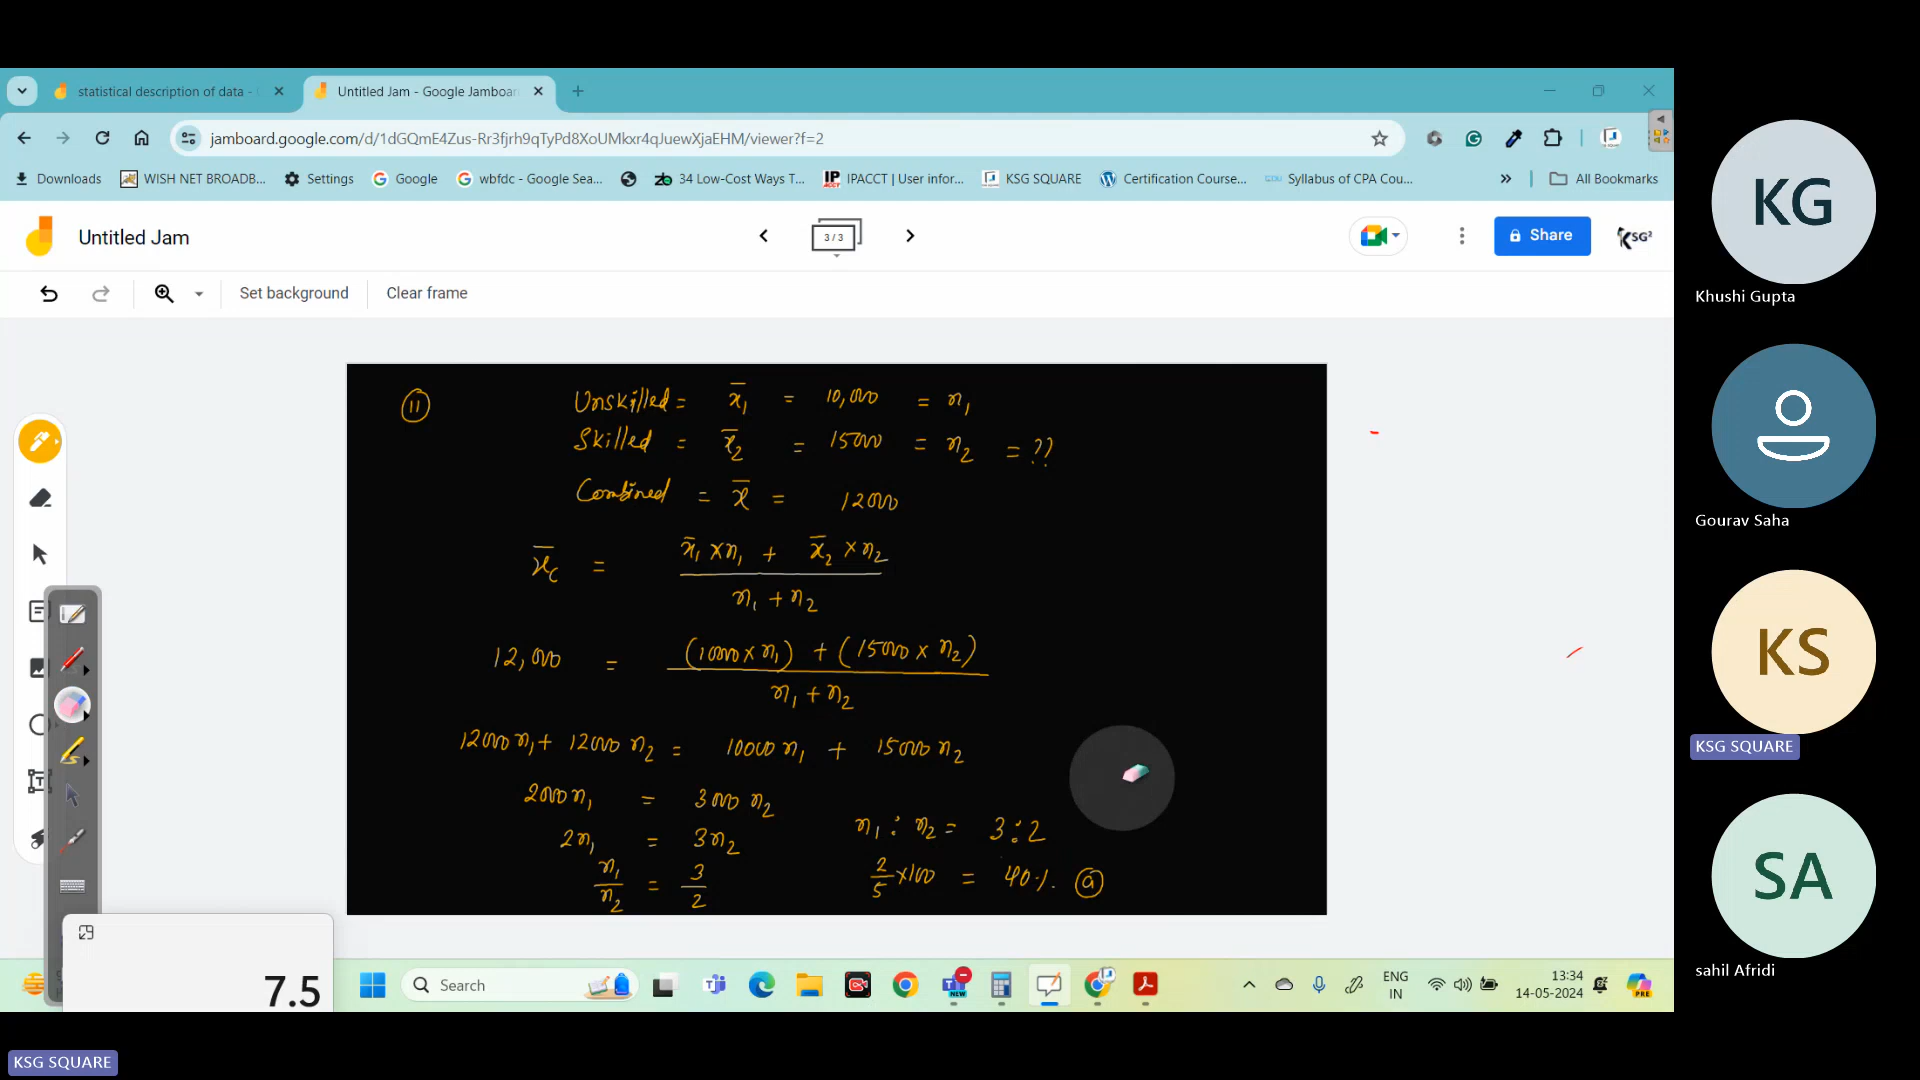 statistical description of data -
Untitled Jam - Google Jamboar
jamboard.google.com/d/1dGQmE4Zus-Rr3fjrh9qTyPd8XoUMkxr4qJuewXjaEHM/viewer?f=2
Downloads WISH NET BROADB... Settings Google wbfdc - Google Sea... 34 Low-Cost Ways T... IPACCT | User infor... KSG SQUARE Certification Course... Syllabus of CPA Cou... » All Bookmarks
Untitled Jam
3 / 3
Share
KSG²
Set background Clear frame
11
Unskilled = x̄₁ = 10,000 = n₁
Skilled = x̄₂ = 15000 = n₂ = ??
Combined = x̄ = 12000
x̄c = x̄₁ × n₁ + x̄₂ × n₂
n₁ + n₂
12,000 = (10000 × n₁) + (15000 × n₂)
n₁ + n₂
12000 n₁ + 12000 n₂ = 10000 n₁ + 15000 n₂
2000 n₁ = 3000 n₂
2n₁ = 3n₂
n₁/n₂ = 3/2
n₁ : n₂ = 3 : 2
2/5 × 100 = 40%. a
7.5
Search
NEW
ENG
IN
13:34
14-05-2024
PRE
KG
Khushi Gupta
Gourav Saha
KS
KSG SQUARE
SA
sahil Afridi
KSG SQUARE